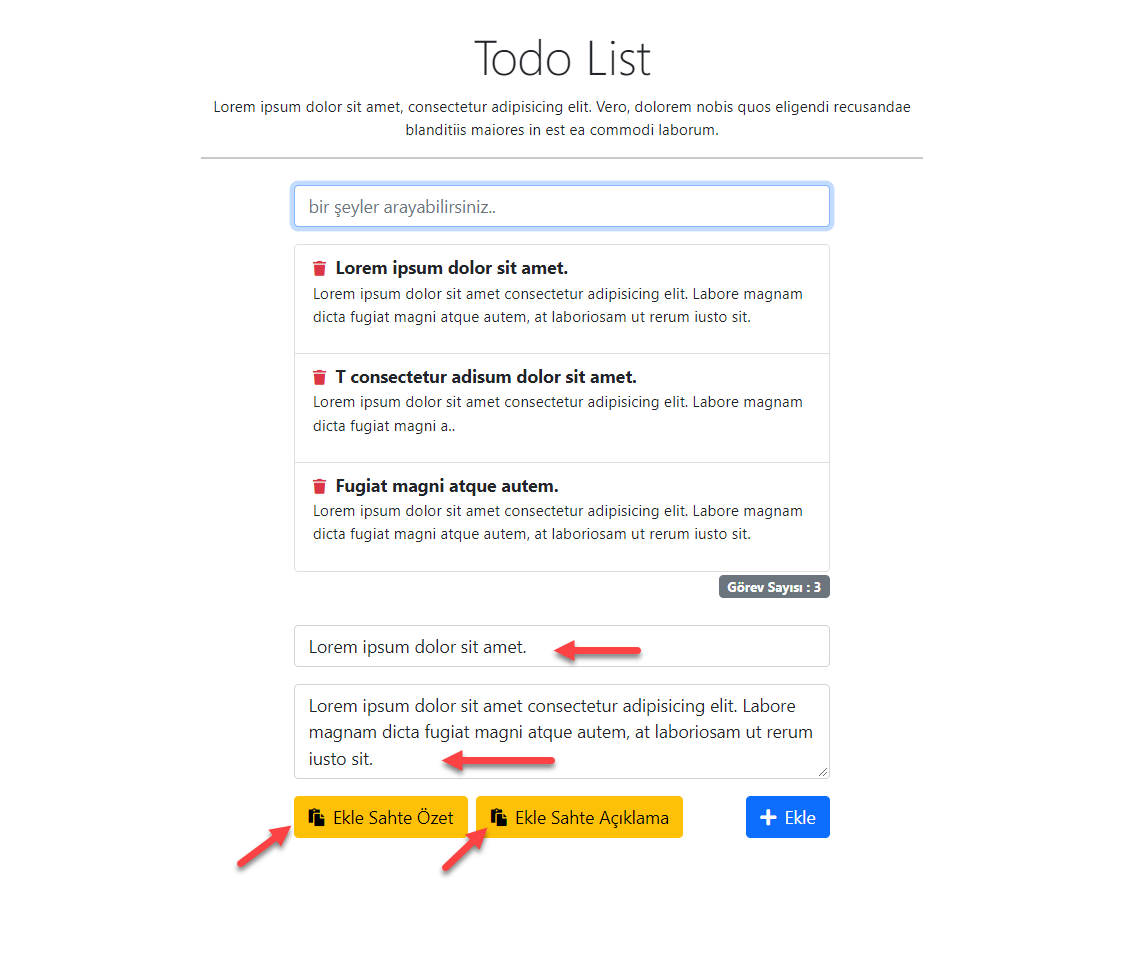 Todo List
Lorem ipsum dolor sit amet, consectetur adipisicing elit. Vero, dolorem nobis quos eligendi recusandae
blanditiis maiores in est ea commodi laborum.
bir şeyler arayabilirsiniz..
Lorem ipsum dolor sit amet.
Lorem ipsum dolor sit amet consectetur adipisicing elit. Labore magnam
dicta fugiat magni atque autem, at laboriosam ut rerum iusto sit.
T consectetur adisum dolor sit amet.
Lorem ipsum dolor sit amet consectetur adipisicing elit. Labore magnam
dicta fugiat magni a..
Fugiat magni atque autem.
Lorem ipsum dolor sit amet consectetur adipisicing elit. Labore magnam
dicta fugiat magni atque autem, at laboriosam ut rerum iusto sit.
Görev Sayısı : 3
Lorem ipsum dolor sit amet.
Lorem ipsum dolor sit amet consectetur adipisicing elit. Labore
magnam dicta fugiat magni atque autem, at laboriosam ut rerum
iusto sit.
Ekle Sahte Özet
Ekle Sahte Açıklama
Ekle